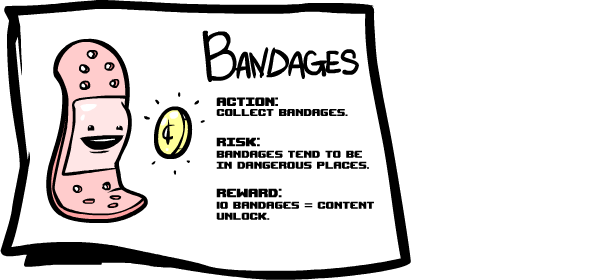 BANDAGES
ACTION:
COLLECT BANDAGES.
RISK:
BANDAGES TEND TO BE
IN DANGEROUS PLACES.
REWARD:
10 BANDAGES = CONTENT
UNLOCK.
¢